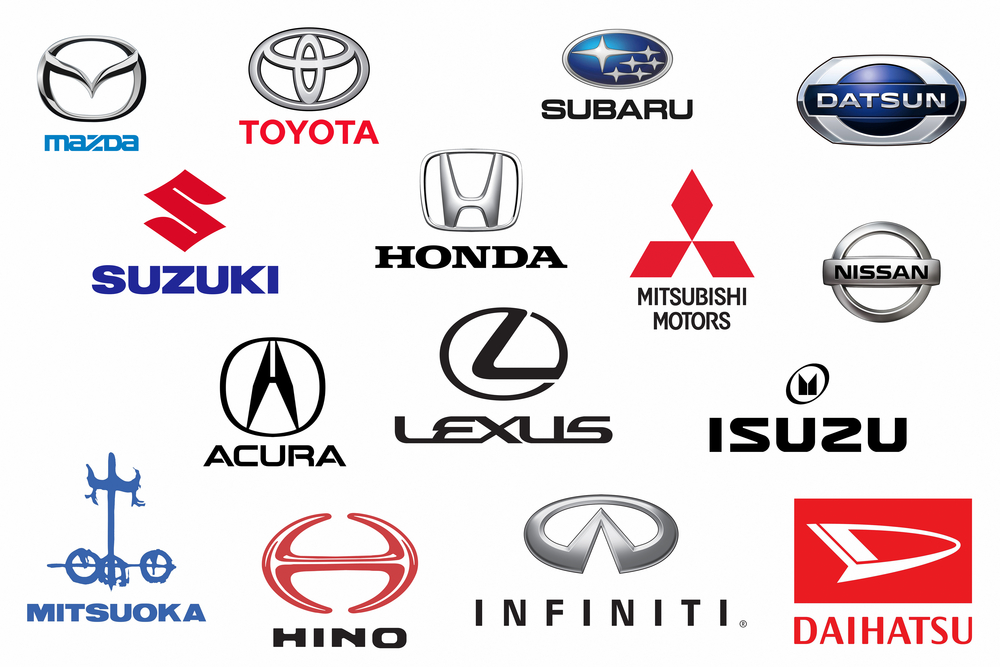 mazda
TOYOTA
SUBARU
DATSUN
SUZUKI
HONDA
MITSUBISHI
MOTORS
NISSAN
ACURA
LEXUS
ISUZU
MITSUOKA
HINO
INFINITI®
DAIHATSU